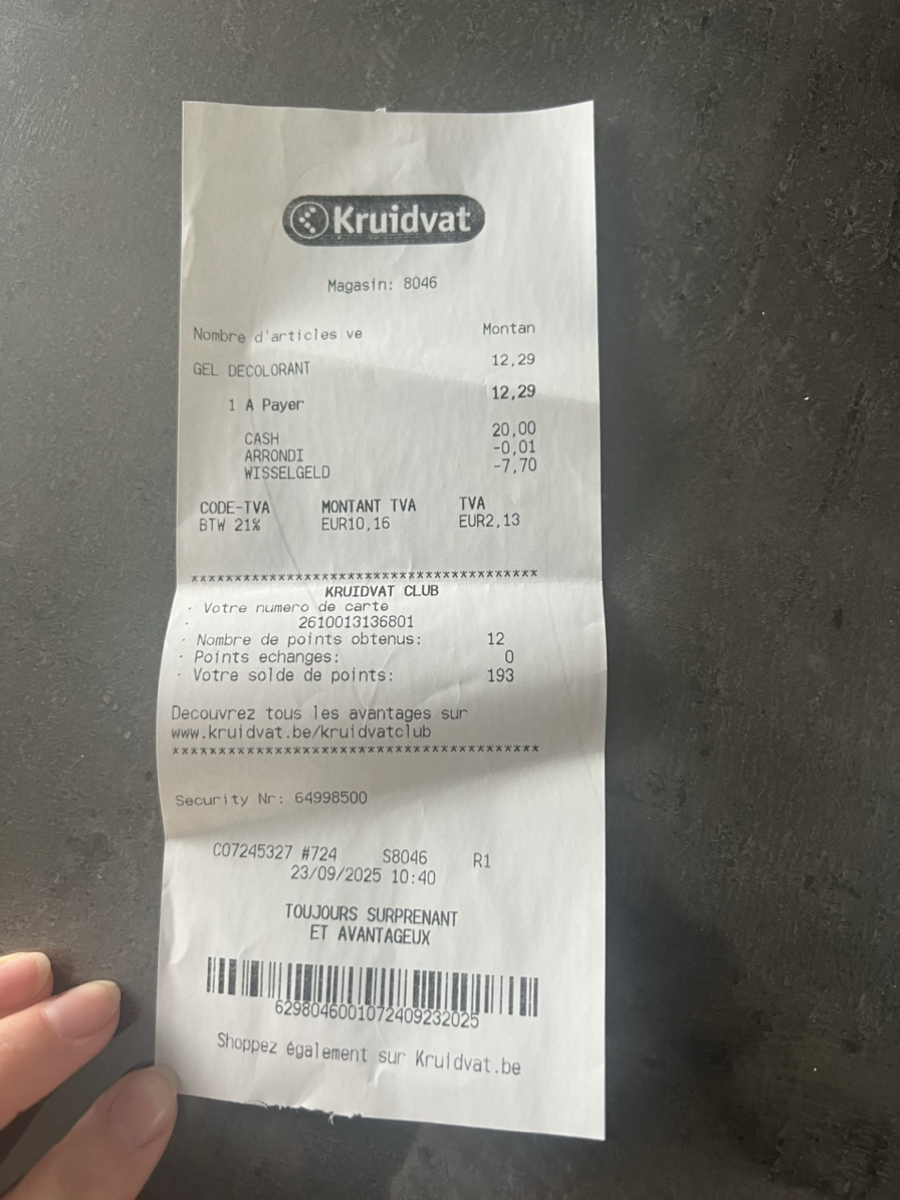 Kruidvat
Magasin: 8046
Nombre d'articles ve Montan
GEL DECOLORANT 12,29
1 A Payer 12,29
CASH 20,00
ARRONDI -0,01
WISSELGELD -7,70
CODE-TVA MONTANT TVA TVA
BTW 21% EUR10,16 EUR2,13
****************************************
KRUIDVAT CLUB
· Votre numero de carte
· 2610013136801
· Nombre de points obtenus: 12
· Points echanges: 0
· Votre solde de points: 193
Decouvrez tous les avantages sur
www.kruidvat.be/kruidvatclub
****************************************
Security Nr: 64998500
C07245327 #724 S8046 R1
23/09/2025 10:40
TOUJOURS SURPRENANT
ET AVANTAGEUX
6298046001072409232025
Shoppez également sur Kruidvat.be